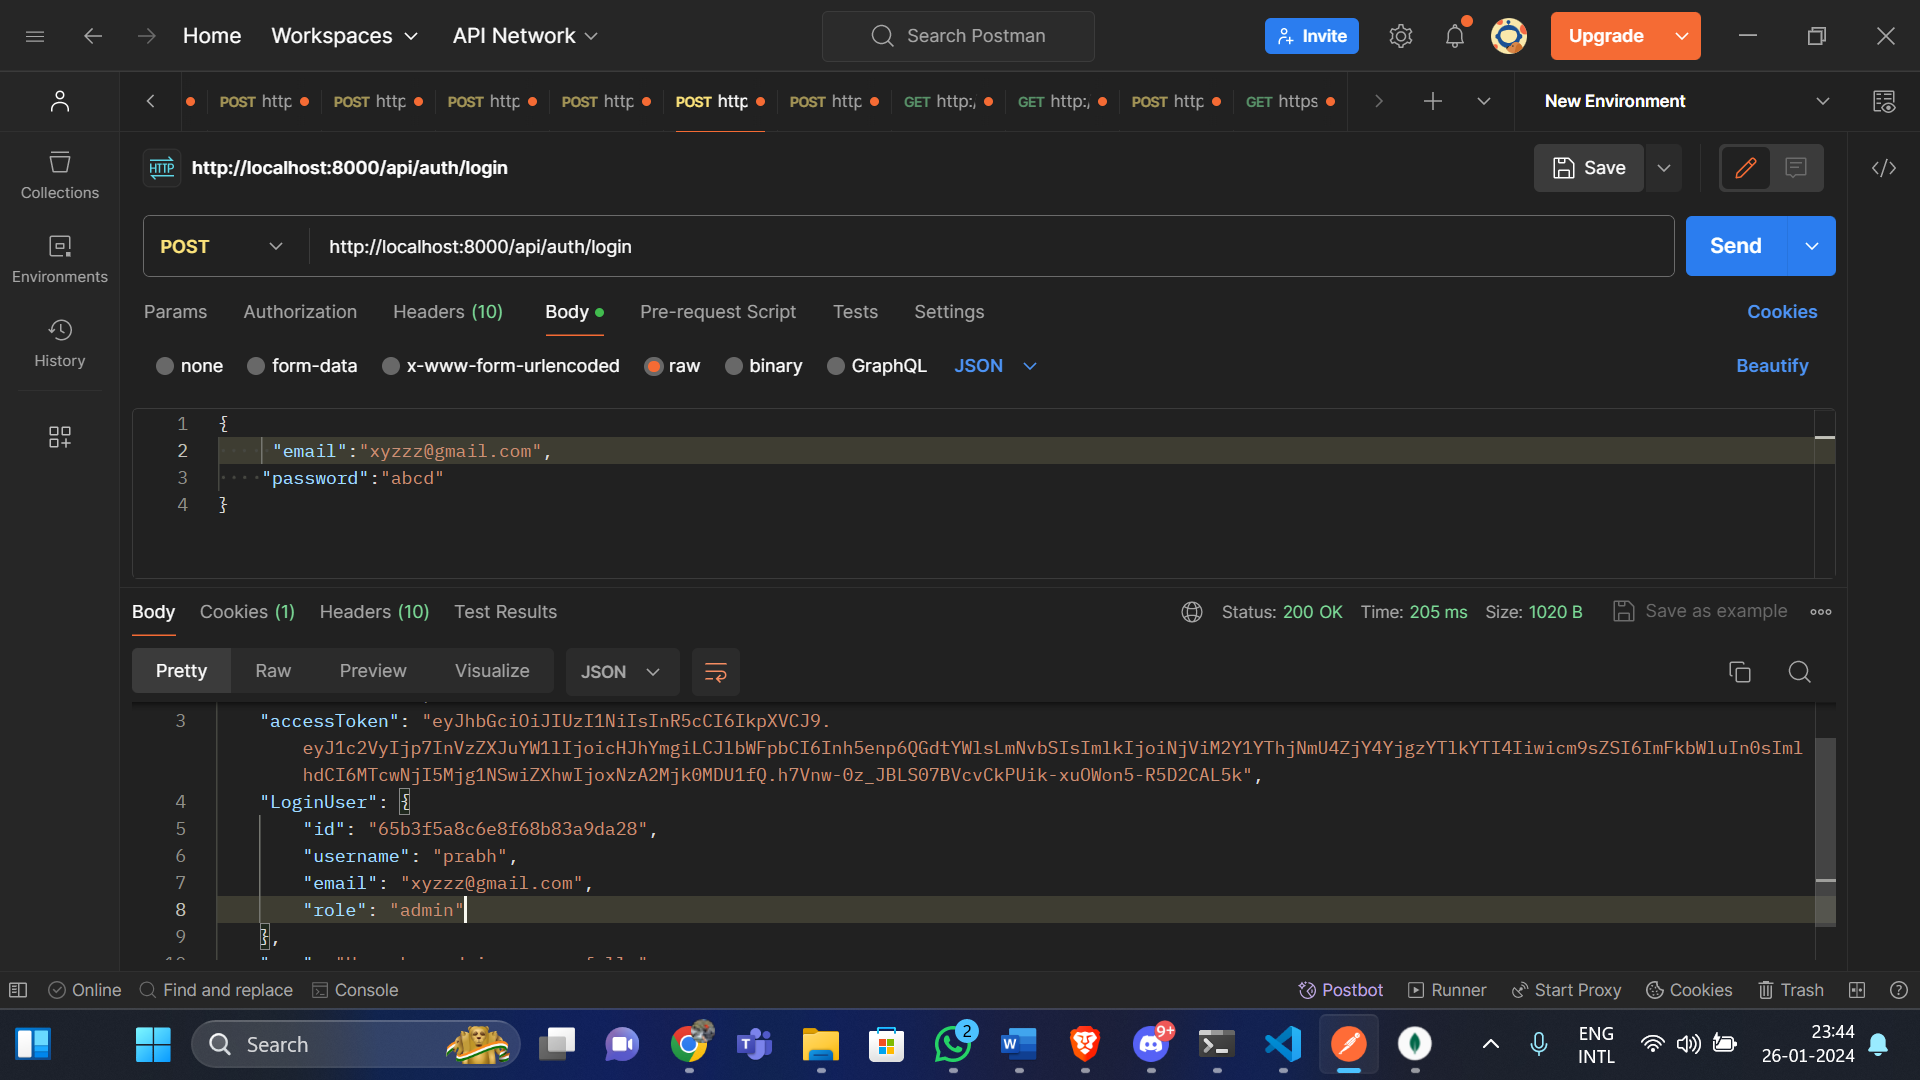 Home Workspaces API Network Search Postman Invite Upgrade
POST http POST http POST http POST http POST http POST http GET http:/ GET http:/ POST http GET https New Environment
HTTP http://localhost:8000/api/auth/login Save
Collections
POST http://localhost:8000/api/auth/login Send
Environments
Params Authorization Headers (10) Body Pre-request Script Tests Settings Cookies
History
none form-data x-www-form-urlencoded raw binary GraphQL JSON Beautify
1 {
2 "email":"xyzzz@gmail.com",
3 "password":"abcd"
4 }
Body Cookies (1) Headers (10) Test Results Status: 200 OK Time: 205 ms Size: 1020 B Save as example
Pretty Raw Preview Visualize JSON
3 "accessToken": "eyJhbGciOiJIUzI1NiIsInR5cCI6IkpXVCJ9.
eyJ1c2VyIjp7InVzZXJuYW1lIjoicHJhYmgiLCJlbWFpbCI6Inh5enp6QGdtYWlsLmNvbSIsImlkIjoiNjViM2Y1YThjNmU4ZjY4YjgzYTlkYTI4Iiwicm9sZSI6ImFkbWluIn0sIml
hdCI6MTcwNjI5Mjg1NSwiZXhwIjoxNzA2Mjk0MDU1fQ.h7Vnw-0z_JBLS07BVcvCkPUik-xuOWon5-R5D2CAL5k",
4 "LoginUser": {
5 "id": "65b3f5a8c6e8f68b83a9da28",
6 "username": "prabh",
7 "email": "xyzzz@gmail.com",
8 "role": "admin"
9 },
Online Find and replace Console Postbot Runner Start Proxy Cookies Trash
Search 2 9+ ENG INTL 23:44
26-01-2024